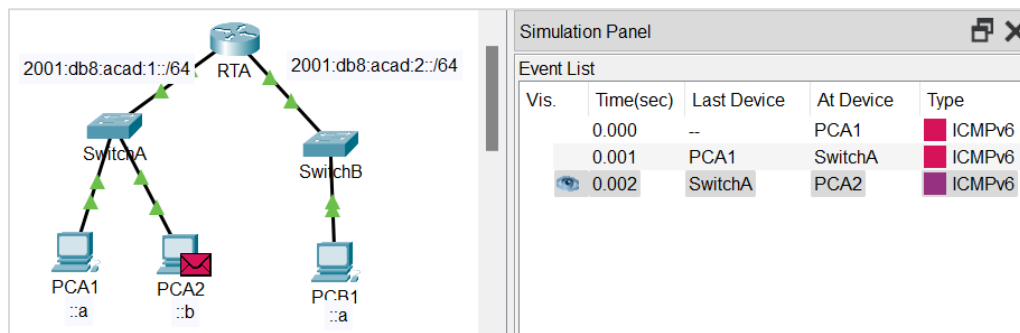 2001:db8:acad:1::/64
RTA
2001:db8:acad:2::/64
SwitchA
SwitchB
PCA1
::a
PCA2
::b
PCB1
::a
Simulation Panel
Event List
Vis. Time(sec) Last Device At Device Type
0.000 -- PCA1 ICMPv6
0.001 PCA1 SwitchA ICMPv6
0.002 SwitchA PCA2 ICMPv6